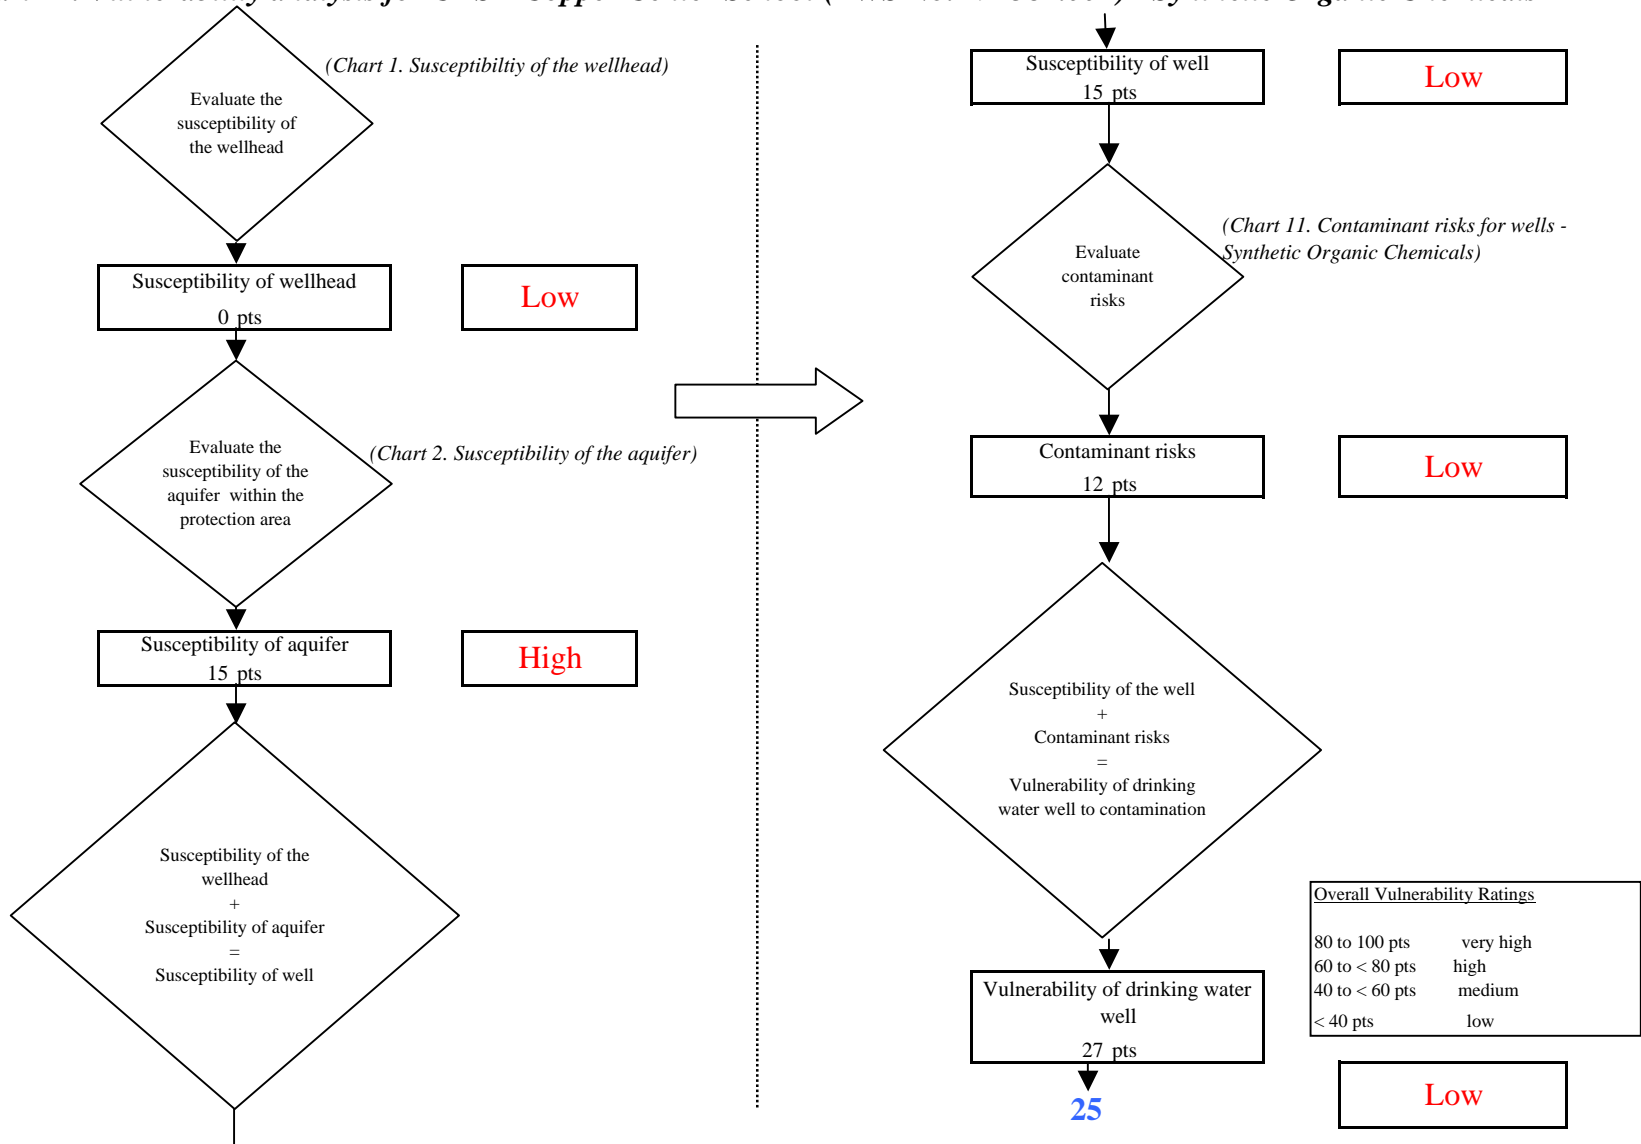 (Chart 1. Susceptibiltiy of the wellhead)
Evaluate the
susceptibility of
the wellhead
Susceptibility of wellhead
0 pts
Low
Evaluate the
susceptibility of the
aquifer within the
protection area
(Chart 2. Susceptibility of the aquifer)
Susceptibility of aquifer
15 pts
High
Susceptibility of the
wellhead
+
Susceptibility of aquifer
=
Susceptibility of well
Susceptibility of well
15 pts
Low
(Chart 11. Contaminant risks for wells -
Synthetic Organic Chemicals)
Evaluate
contaminant
risks
Contaminant risks
12 pts
Low
Susceptibility of the well
+
Contaminant risks
=
Vulnerability of drinking
water well to contamination
Overall Vulnerability Ratings
80 to 100 pts very high
60 to < 80 pts high
40 to < 60 pts medium
< 40 pts low
Vulnerability of drinking water
well
27 pts
25
Low